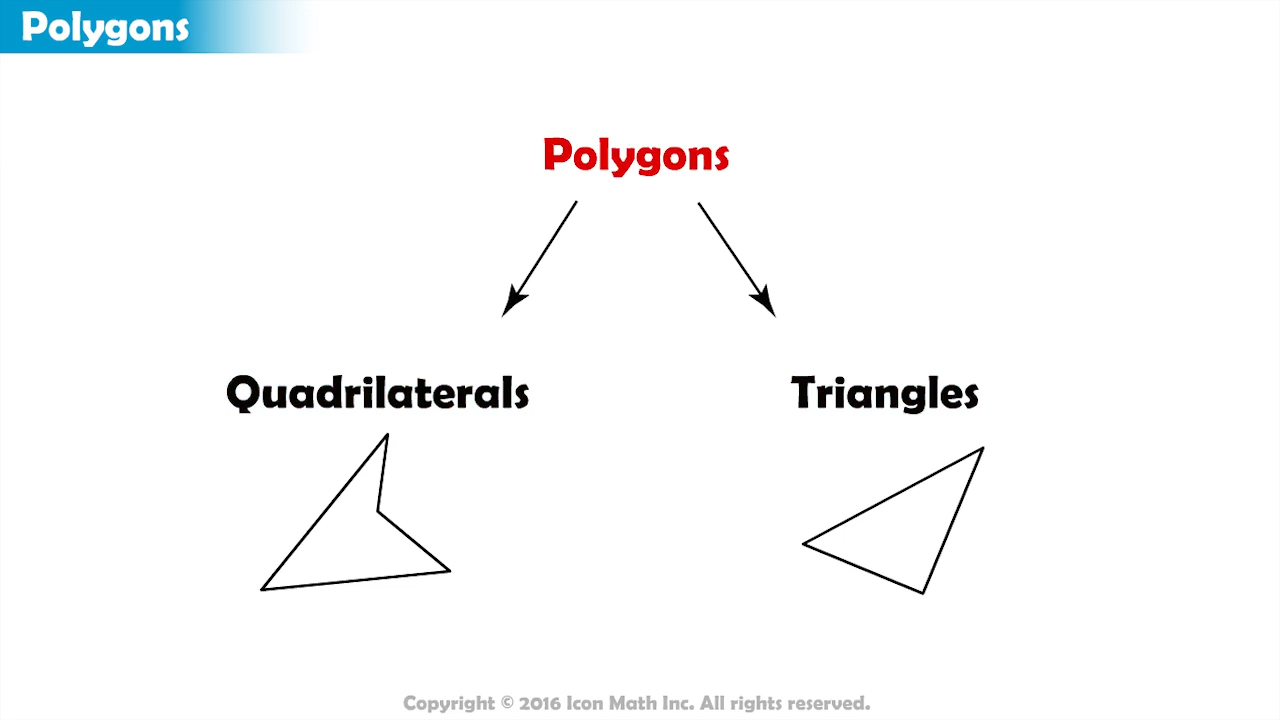 Polygons
Polygons
Quadrilaterals
Triangles
Copyright © 2016 Icon Math Inc. All rights reserved.